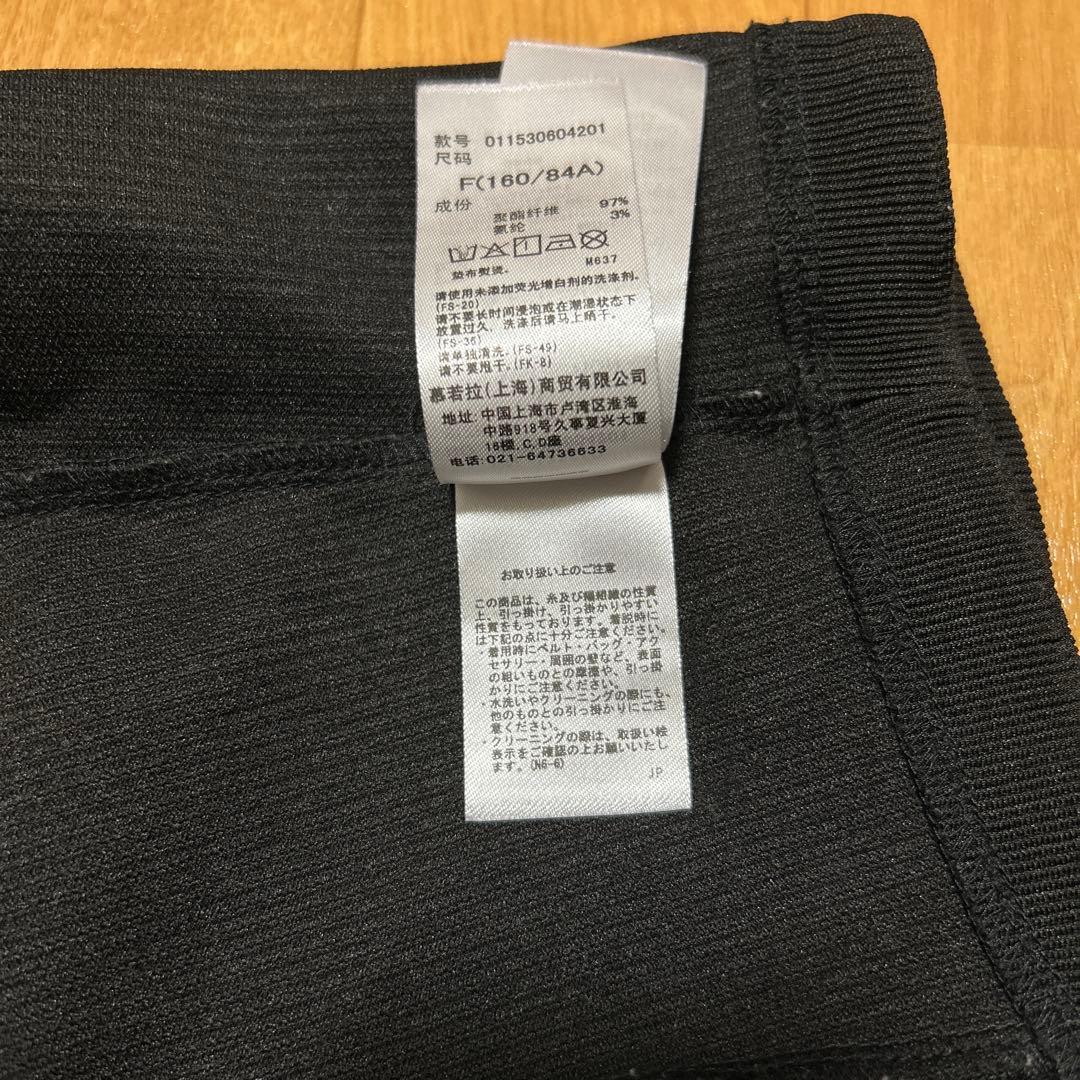 款号 011530604201
尺码
F(160/84A)
成份
聚酯纤维 97%
氨纶 3%
垫布熨烫。 M637
请使用未添加荧光增白剂的洗涤剂。
(FS-20)
请不要长时间浸泡或在潮湿状态下
放置过久，洗涤后请马上晒干。
(FS-36)
请单独清洗。(FS-49)
请不要甩干。(FK-8)
慕若拉(上海)商贸有限公司
地址: 中国上海市卢湾区淮海
中路918号久事复兴大厦
18楼，C,D座
电话:021-64736633
お取り扱い上のご注意
この商品は、糸及び編組織の性質
上、引っ掛け、引っ掛かりやすい
性質をもっております。着脱時に
は下記の点に十分ご注意ください。
・着用時にベルト・バッグ・アク
セサリー・周囲の壁など、表面
の粗いものとの摩擦や、引っ掛
かりにご注意ください。
・水洗いやクリーニングの際にも、
他のものとの引っ掛かりにご注
意ください。
・クリーニングの際は、取扱い絵
表示をご確認の上お願いいたし
ます。(N6-6)
JP